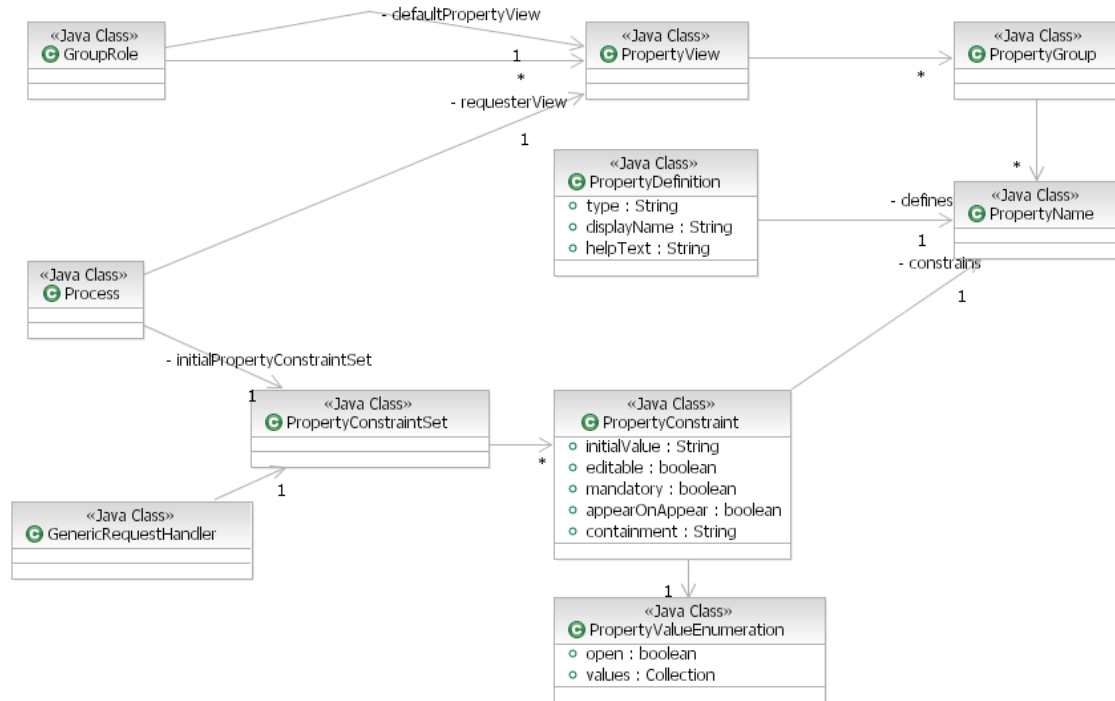 - defaultPropertyView
«Java Class»
GroupRole
«Java Class»
PropertyView
«Java Class»
PropertyGroup
1
*
*
- requesterView
1
*
«Java Class»
PropertyDefinition
type : String
displayName : String
helpText : String
«Java Class»
PropertyName
- defines
1
- constrains
1
«Java Class»
Process
- initialPropertyConstraintSet
1
«Java Class»
PropertyConstraintSet
*
«Java Class»
PropertyConstraint
initialValue : String
editable : boolean
mandatory : boolean
appearOnAppear : boolean
containment : String
1
«Java Class»
GenericRequestHandler
1
«Java Class»
PropertyValueEnumeration
open : boolean
values : Collection